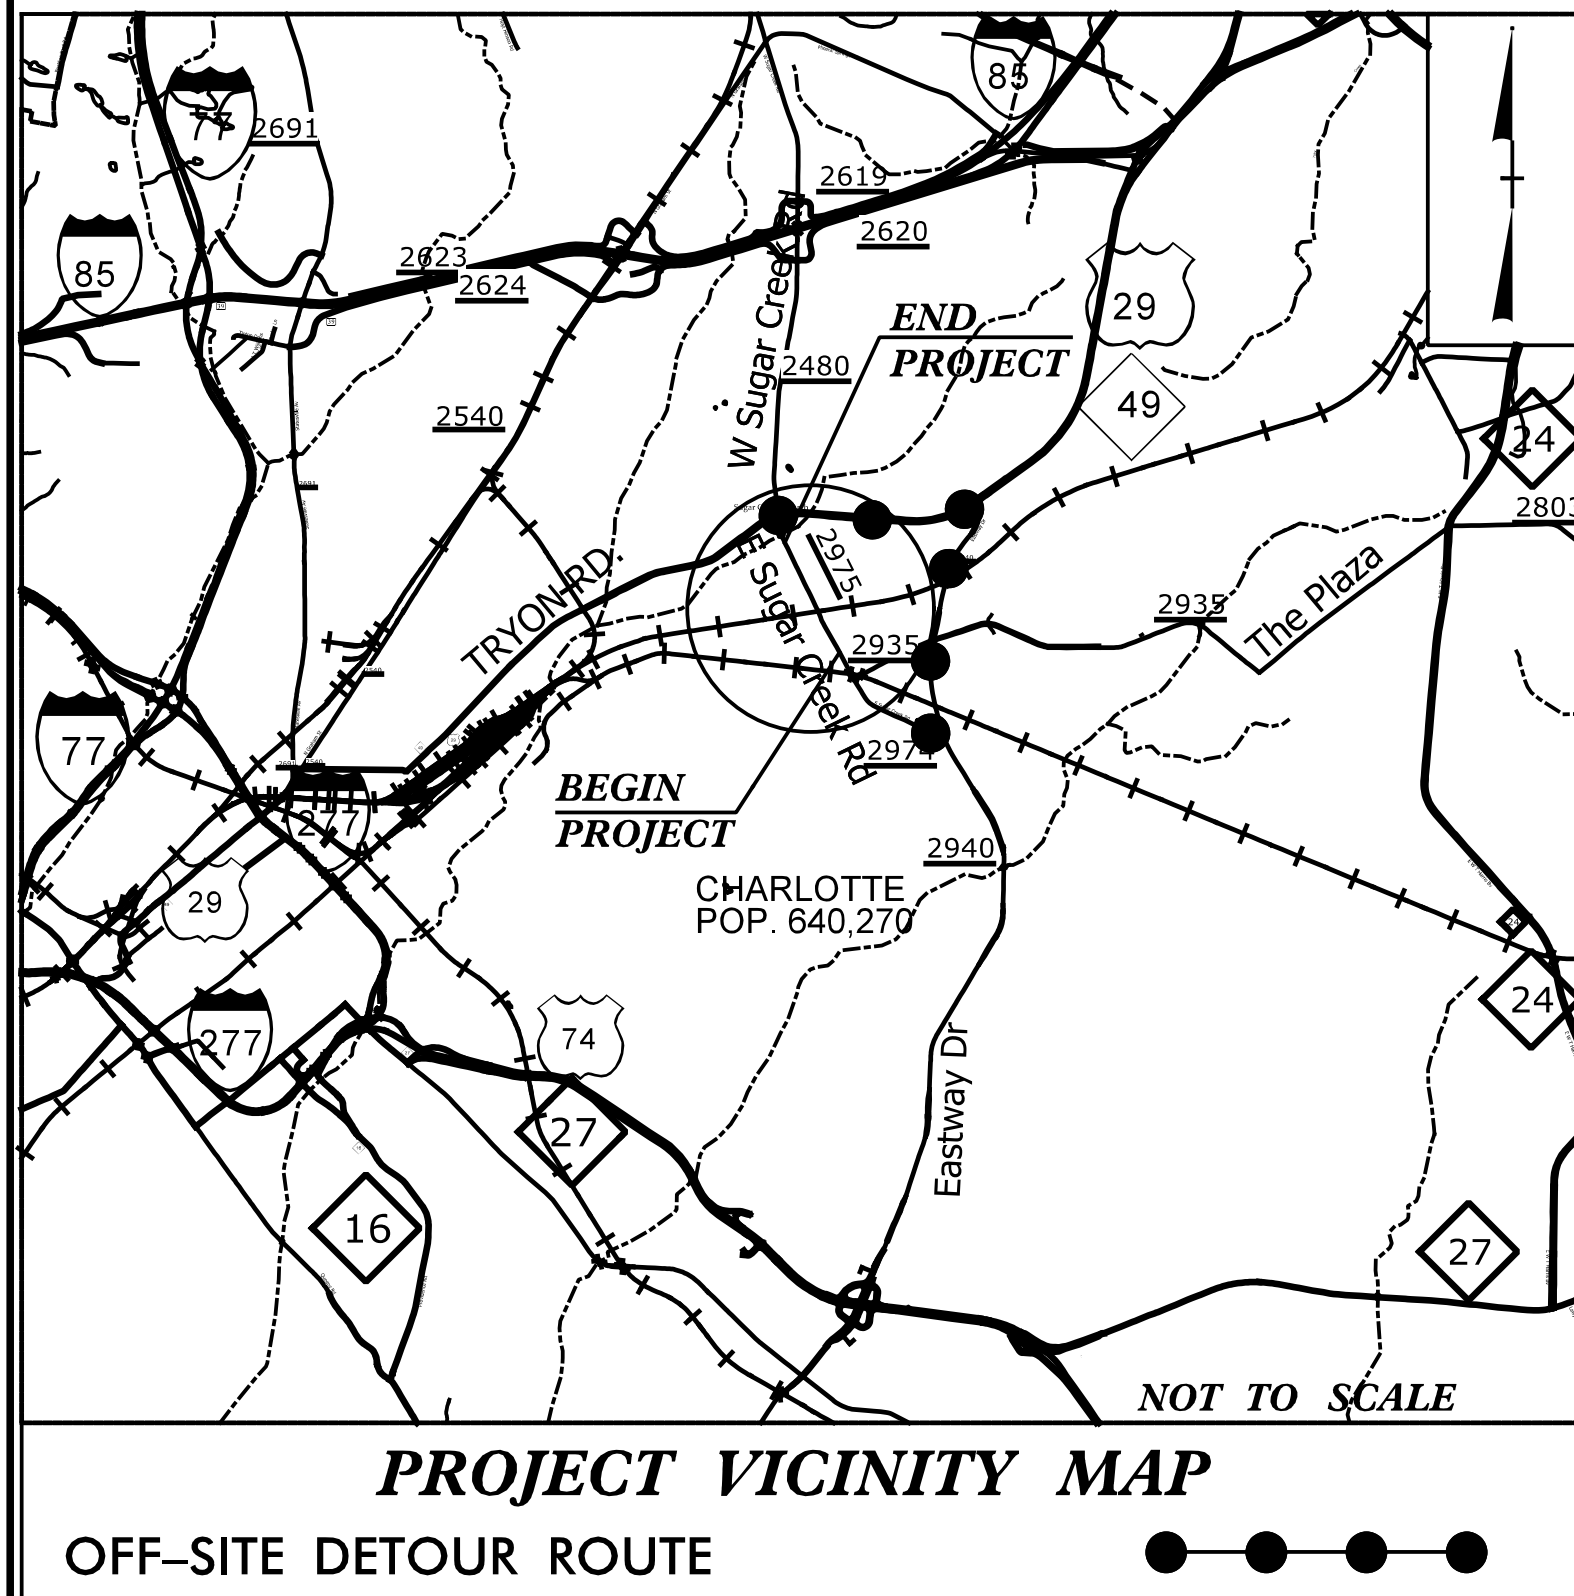 85
77
2691
2619
2620
85
2623
2624
W Sugar Creek Rd
END
PROJECT
29
2480
49
2540
24
2803
2975
TRYON RD.
E Sugar Creek Rd
The Plaza
2935
2935
77
2974
BEGIN
PROJECT
277
2940
29
CHARLOTTE
POP. 640,270
24
24
277
74
Eastway Dr
27
16
27
NOT TO SCALE
PROJECT VICINITY MAP
OFF–SITE DETOUR ROUTE